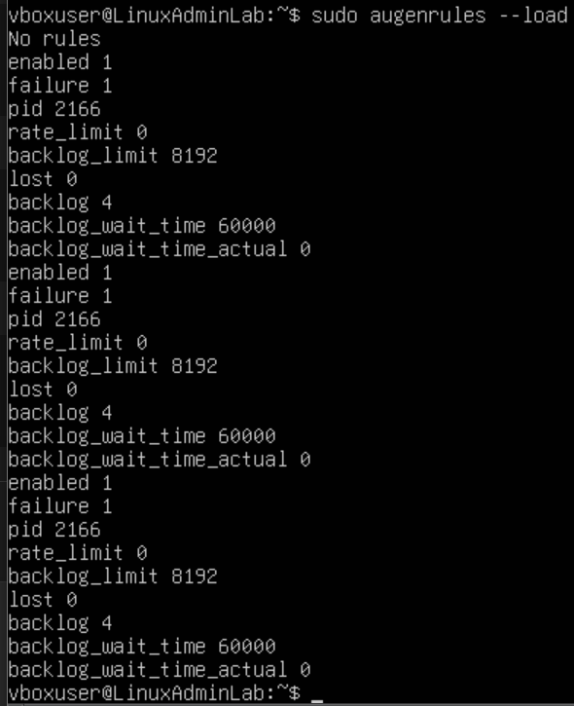 vboxuser@LinuxAdminLab:~$ sudo augenrules --load
No rules
enabled 1
failure 1
pid 2166
rate_limit 0
backlog_limit 8192
lost 0
backlog 4
backlog_wait_time 60000
backlog_wait_time_actual 0
enabled 1
failure 1
pid 2166
rate_limit 0
backlog_limit 8192
lost 0
backlog 4
backlog_wait_time 60000
backlog_wait_time_actual 0
enabled 1
failure 1
pid 2166
rate_limit 0
backlog_limit 8192
lost 0
backlog 4
backlog_wait_time 60000
backlog_wait_time_actual 0
vboxuser@LinuxAdminLab:~$ _